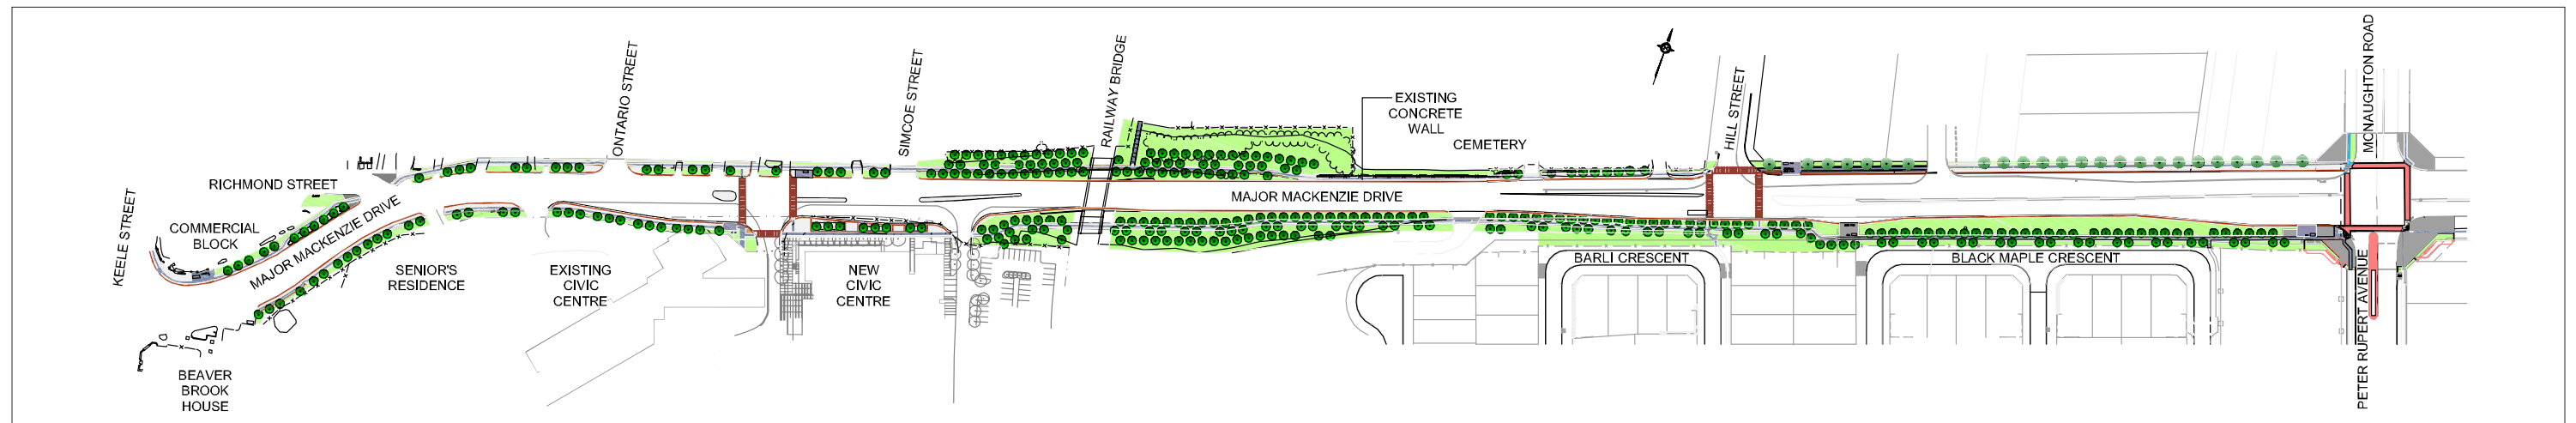 KEELE STREET
RICHMOND STREET
COMMERCIAL
BLOCK
MAJOR MACKENZIE DRIVE
BEAVER
BROOK
HOUSE
SENIOR'S
RESIDENCE
ONTARIO STREET
EXISTING
CIVIC
CENTRE
SIMCOE STREET
NEW
CIVIC
CENTRE
RAILWAY BRIDGE
EXISTING
CONCRETE
WALL
CEMETERY
MAJOR MACKENZIE DRIVE
HILL STREET
BARLI CRESCENT
BLACK MAPLE CRESCENT
MCNAUGHTON ROAD
PETER RUPERT AVENUE